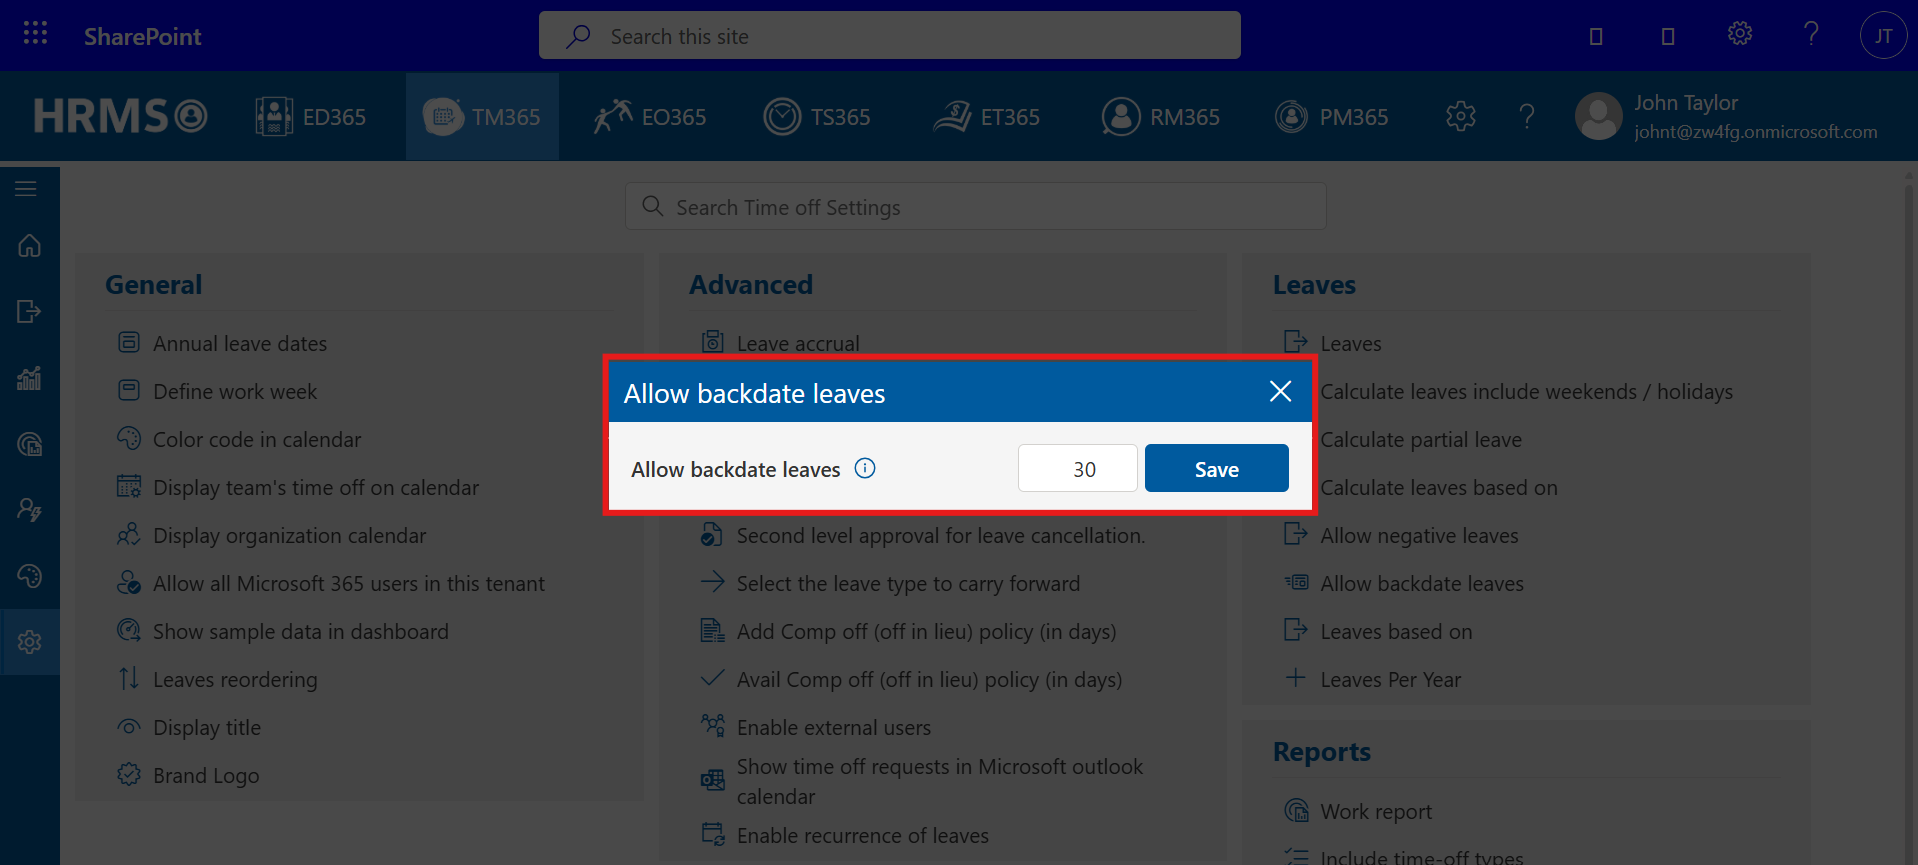 SharePoint
Search this site
JT
HRMS
ED365
TM365
EO365
TS365
ET365
RM365
PM365
John Taylor
johnt@zw4fg.onmicrosoft.com
Search Time off Settings
General
Annual leave dates
Define work week
Color code in calendar
Display team's time off on calendar
Display organization calendar
Allow all Microsoft 365 users in this tenant
Show sample data in dashboard
Leaves reordering
Display title
Brand Logo
Advanced
Leave accrual
Allow backdate leaves
Allow backdate leaves
30
Save
Second level approval for leave cancellation.
Select the leave type to carry forward
Add Comp off (off in lieu) policy (in days)
Avail Comp off (off in lieu) policy (in days)
Enable external users
Show time off requests in Microsoft outlook
calendar
Enable recurrence of leaves
Leaves
Leaves
Calculate leaves include weekends / holidays
Calculate partial leave
Calculate leaves based on
Allow negative leaves
Allow backdate leaves
Leaves based on
Leaves Per Year
Reports
Work report
Include time-off types